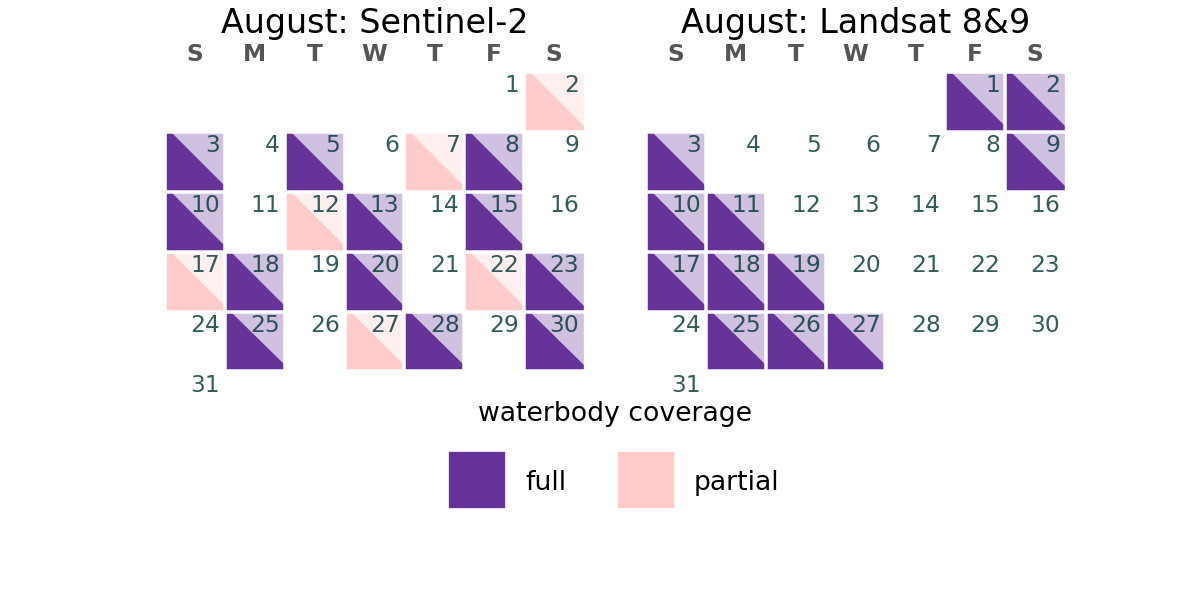 August: Sentinel-2
S M T W T F S
1 2
3 4 5 6 7 8 9
10 11 12 13 14 15 16
17 18 19 20 21 22 23
24 25 26 27 28 29 30
31
August: Landsat 8&9
S M T W T F S
1 2
3 4 5 6 7 8 9
10 11 12 13 14 15 16
17 18 19 20 21 22 23
24 25 26 27 28 29 30
31
waterbody coverage
full
partial